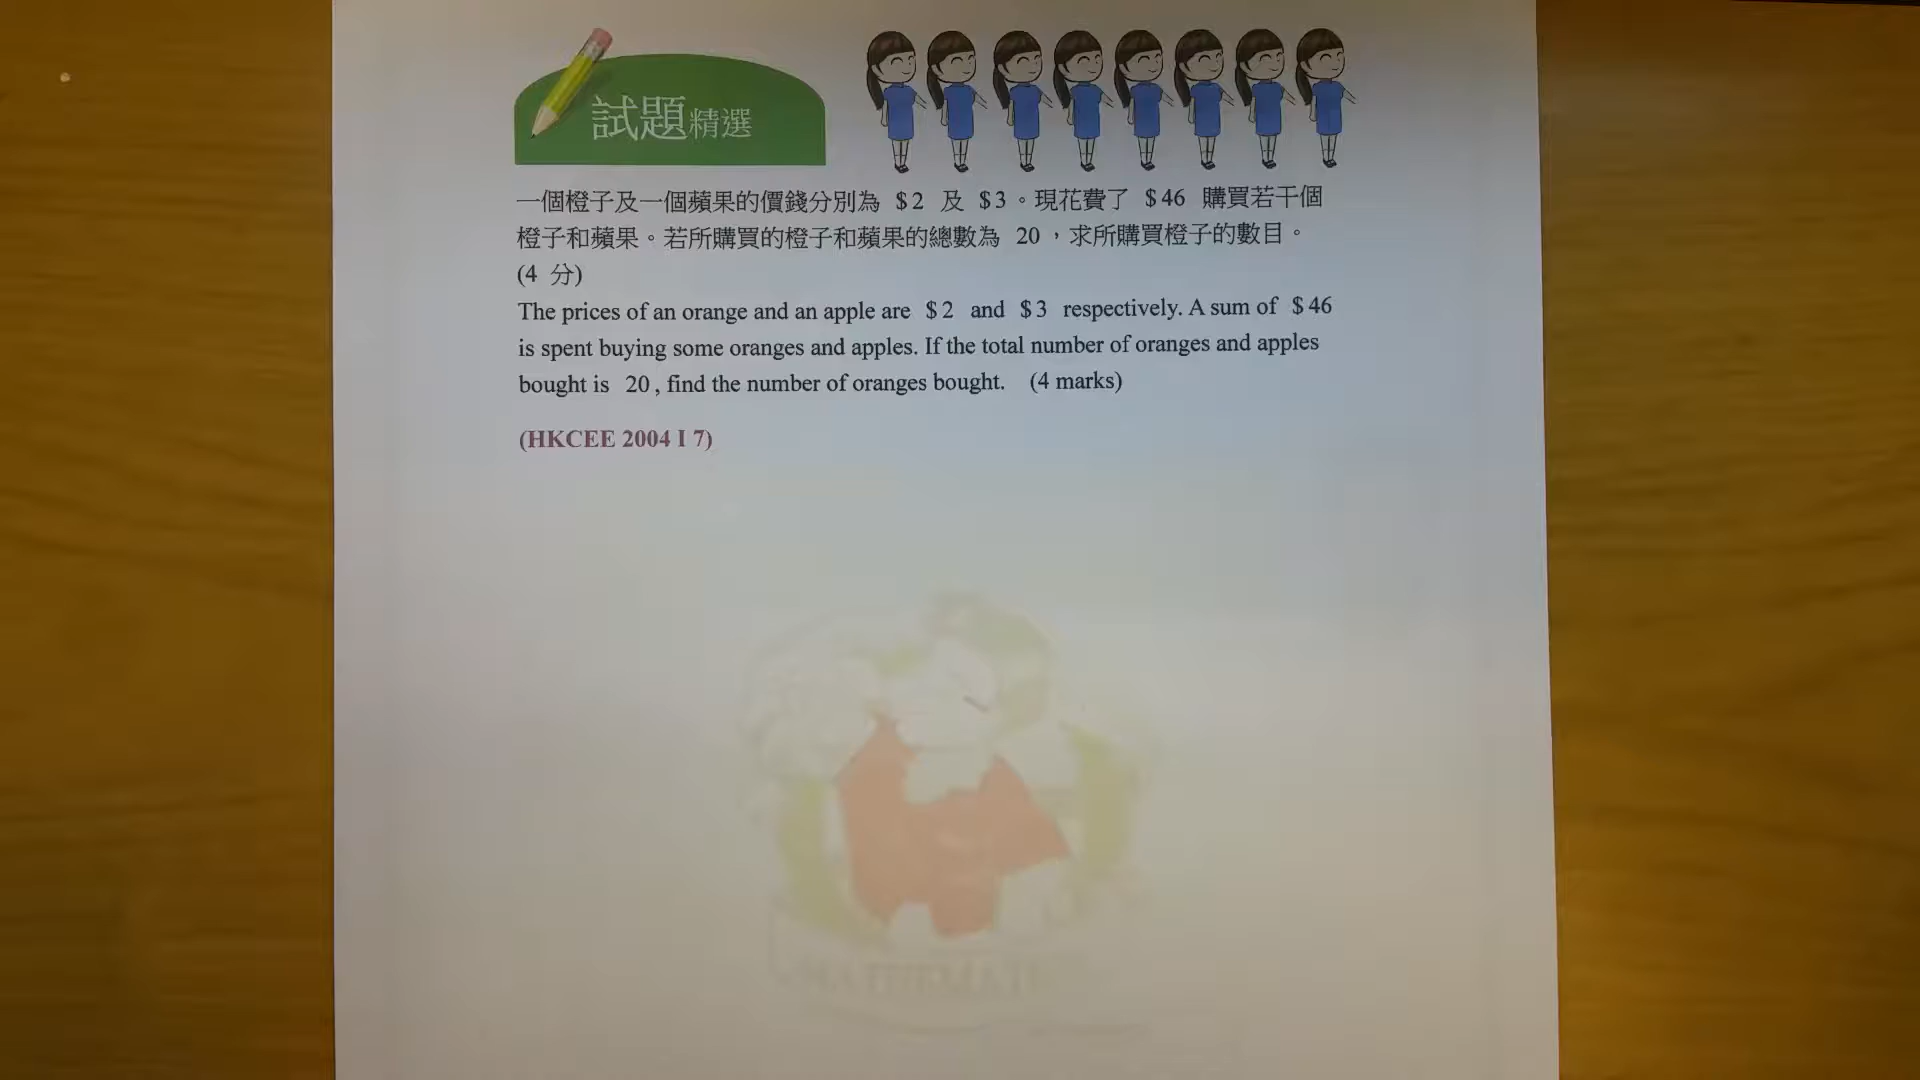 試題精選
一個橙子及一個蘋果的價錢分別為 $2 及 $3。現花費了 $46 購買若干個
橙子和蘋果。若所購買的橙子和蘋果的總數為 20，求所購買橙子的數目。
(4 分)
The prices of an orange and an apple are $2 and $3 respectively. A sum of $46
is spent buying some oranges and apples. If the total number of oranges and apples
bought is 20, find the number of oranges bought. (4 marks)
(HKCEE 2004 I 7)